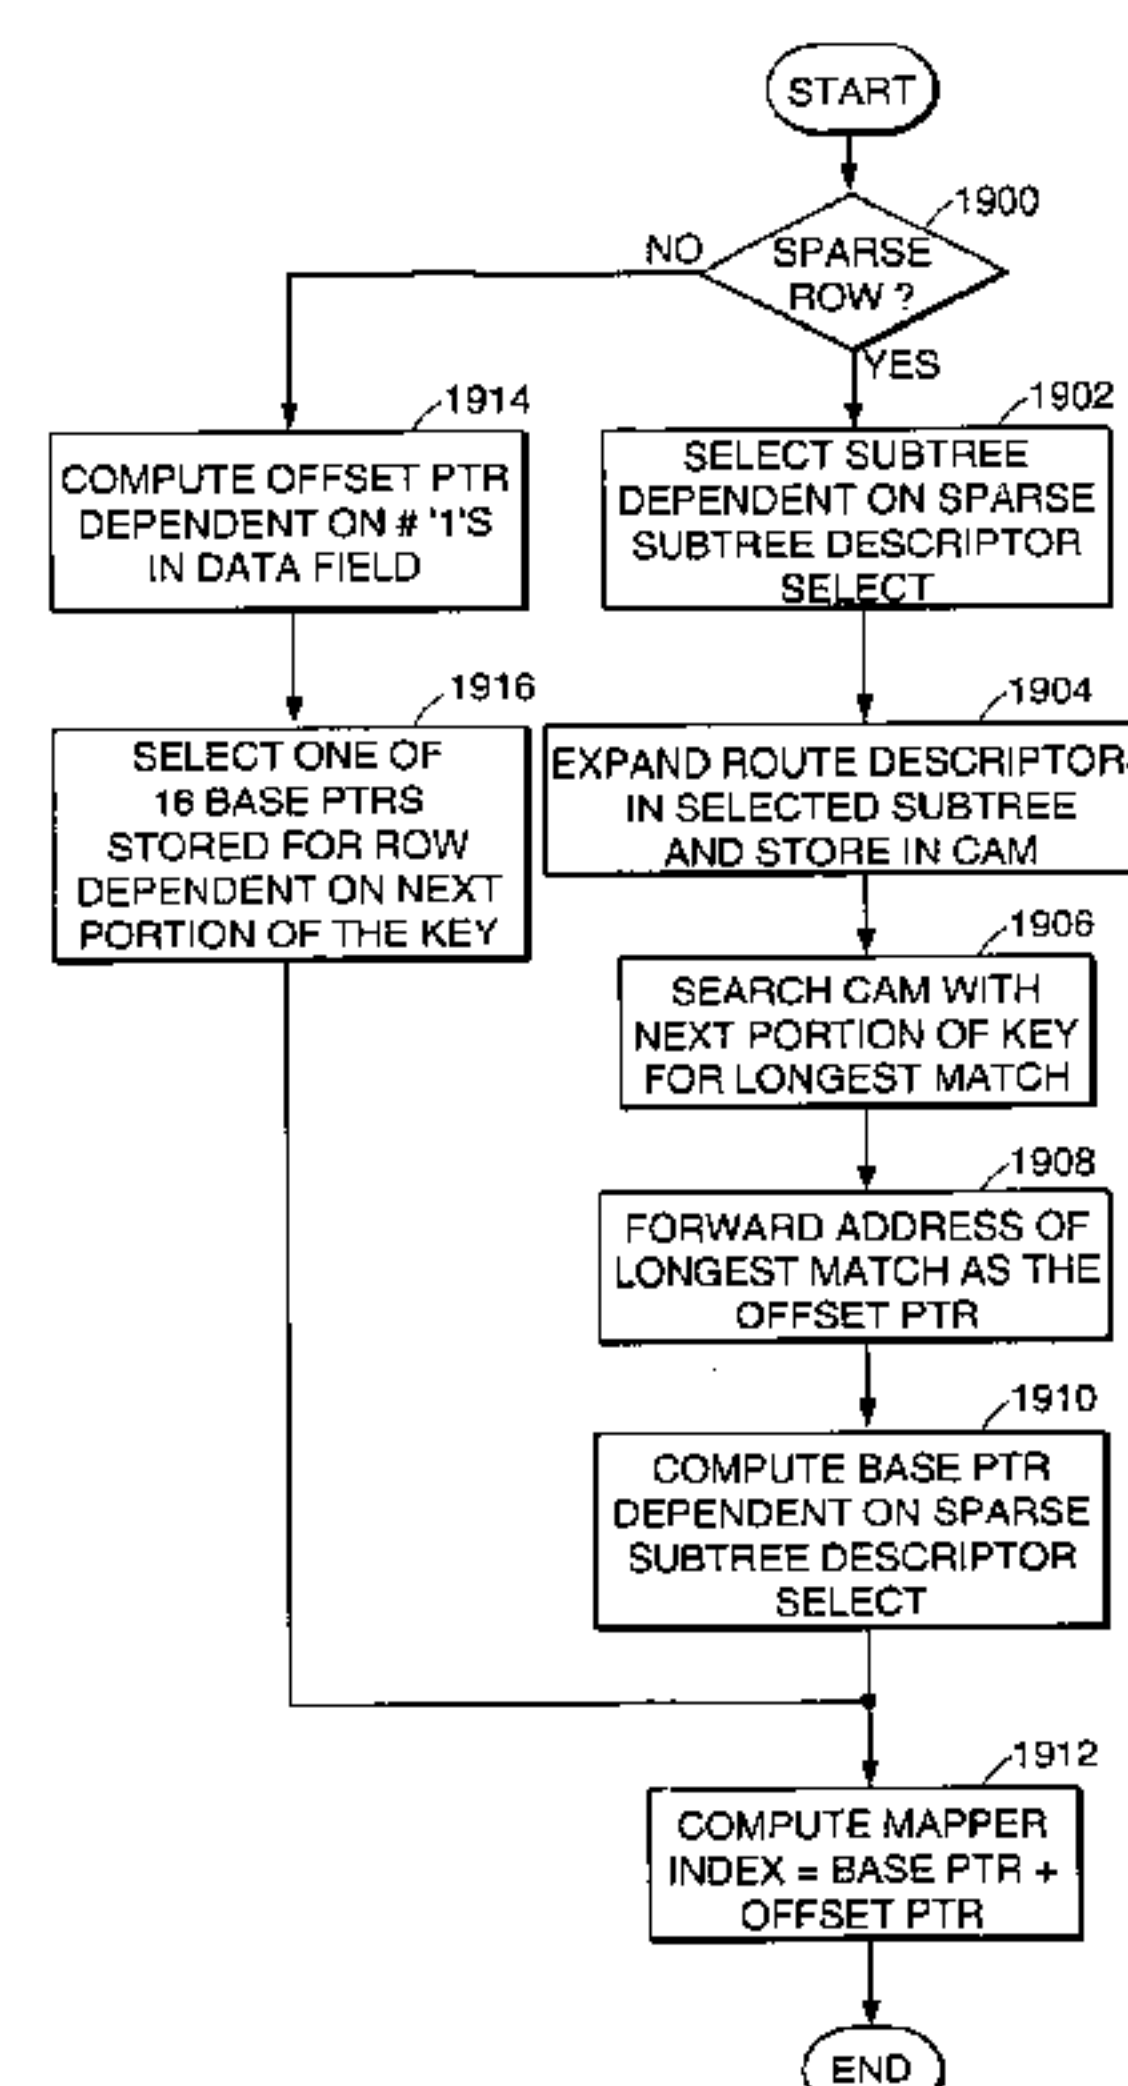 START
1900
SPARSE
ROW ?
NO
YES
1914
COMPUTE OFFSET PTR
DEPENDENT ON # '1'S
IN DATA FIELD
1916
SELECT ONE OF
16 BASE PTRS
STORED FOR ROW
DEPENDENT ON NEXT
PORTION OF THE KEY
1902
SELECT SUBTREE
DEPENDENT ON SPARSE
SUBTREE DESCRIPTOR
SELECT
1904
EXPAND ROUTE DESCRIPTOR
IN SELECTED SUBTREE
AND STORE IN CAM
1906
SEARCH CAM WITH
NEXT PORTION OF KEY
FOR LONGEST MATCH
1908
FORWARD ADDRESS OF
LONGEST MATCH AS THE
OFFSET PTR
1910
COMPUTE BASE PTR
DEPENDENT ON SPARSE
SUBTREE DESCRIPTOR
SELECT
1912
COMPUTE MAPPER
INDEX = BASE PTR +
OFFSET PTR
END